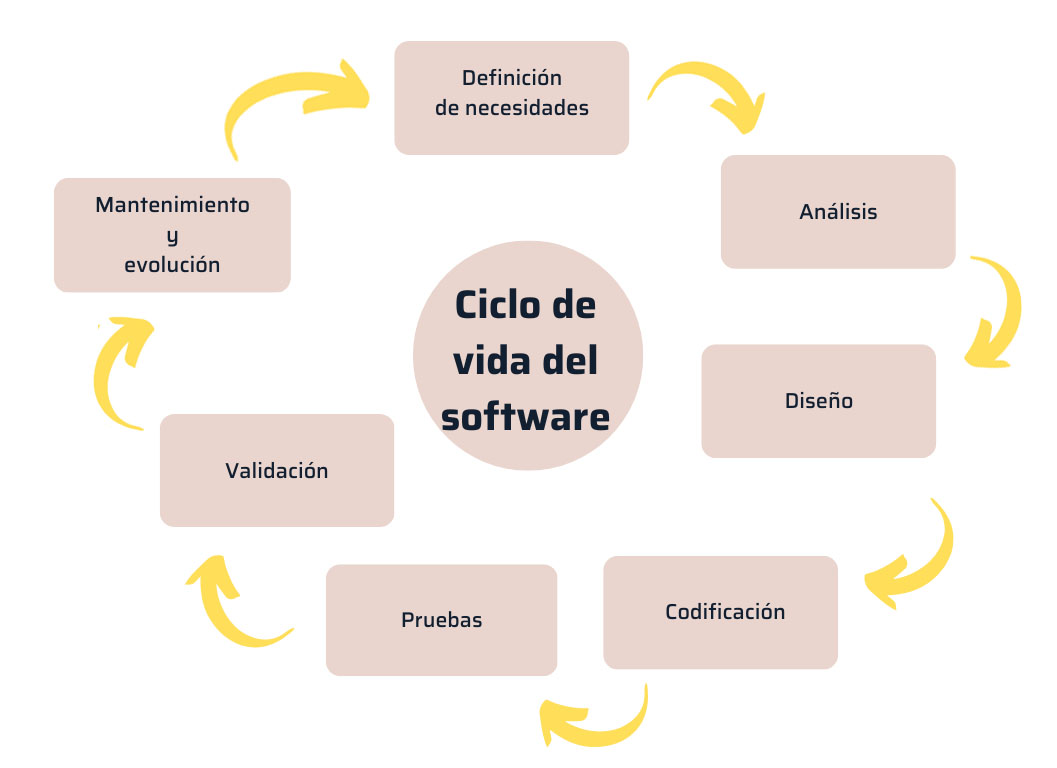 Definición
de necesidades
Análisis
Diseño
Codificación
Pruebas
Validación
Mantenimiento
y
evolución
Ciclo de
vida del
software